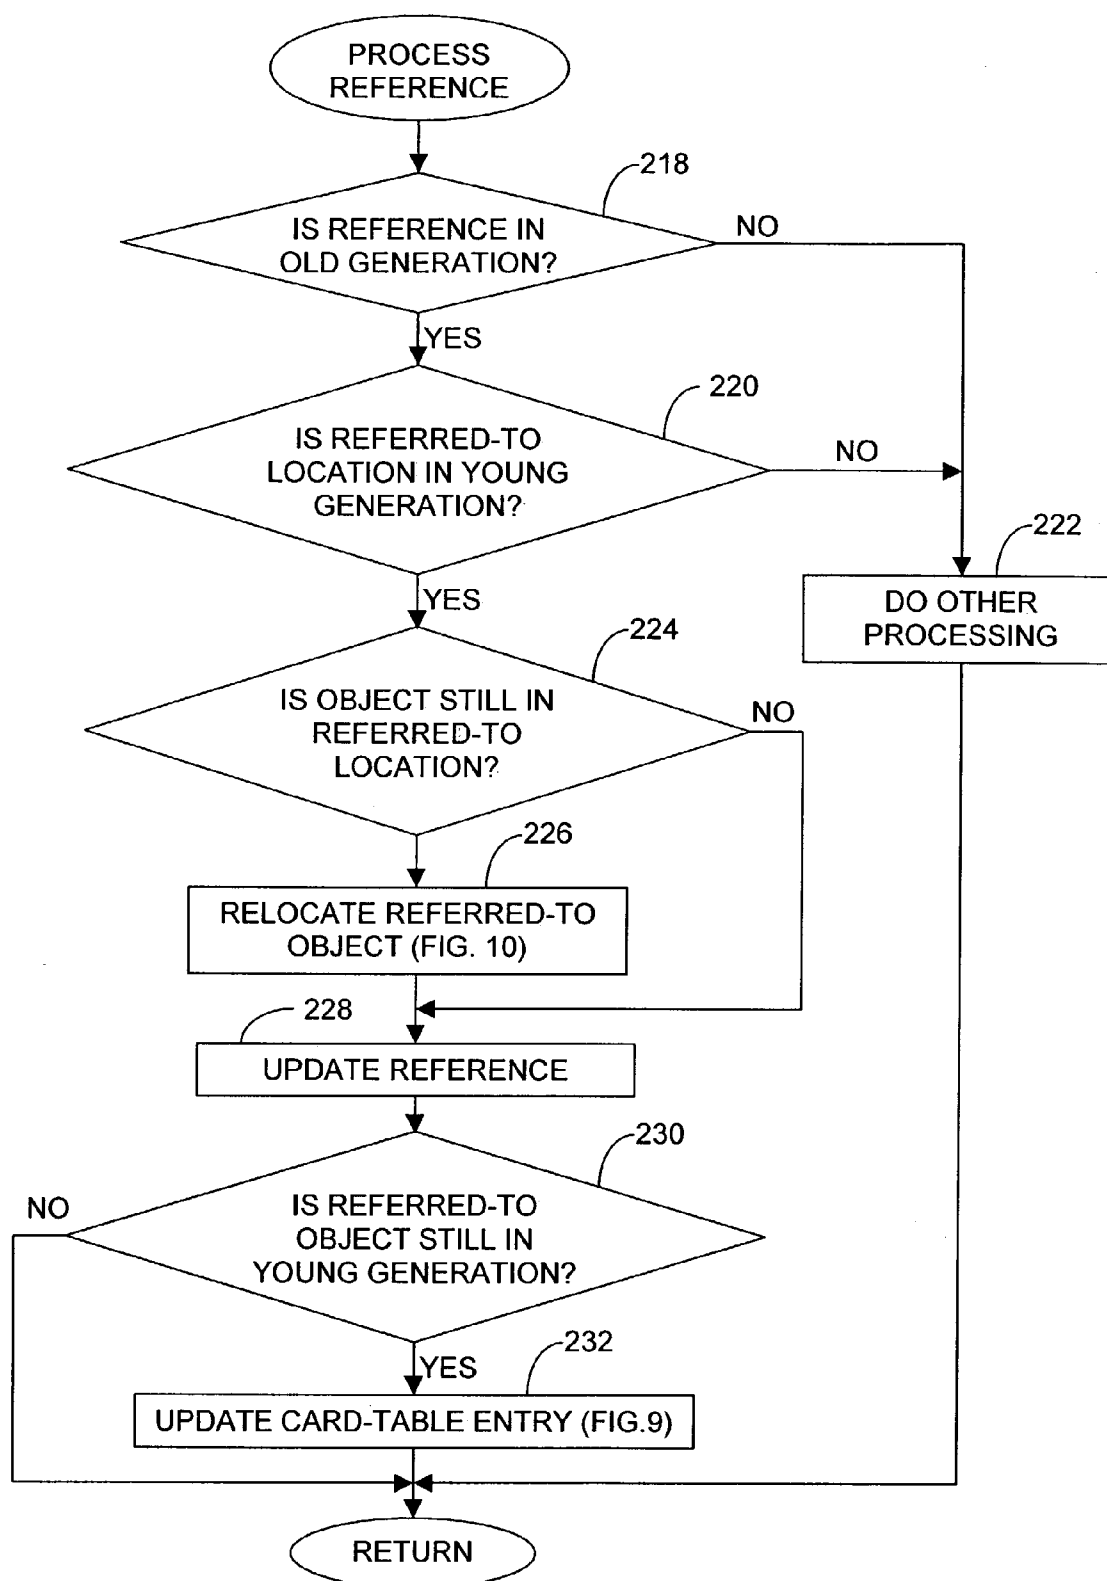 PROCESS
REFERENCE
218
IS REFERENCE IN
OLD GENERATION?
NO
YES
220
IS REFERRED-TO
LOCATION IN YOUNG
GENERATION?
NO
222
DO OTHER
PROCESSING
YES
224
IS OBJECT STILL IN
REFERRED-TO
LOCATION?
NO
226
RELOCATE REFERRED-TO
OBJECT (FIG. 10)
228
UPDATE REFERENCE
230
IS REFERRED-TO
OBJECT STILL IN
YOUNG GENERATION?
NO
YES
232
UPDATE CARD-TABLE ENTRY (FIG.9)
RETURN